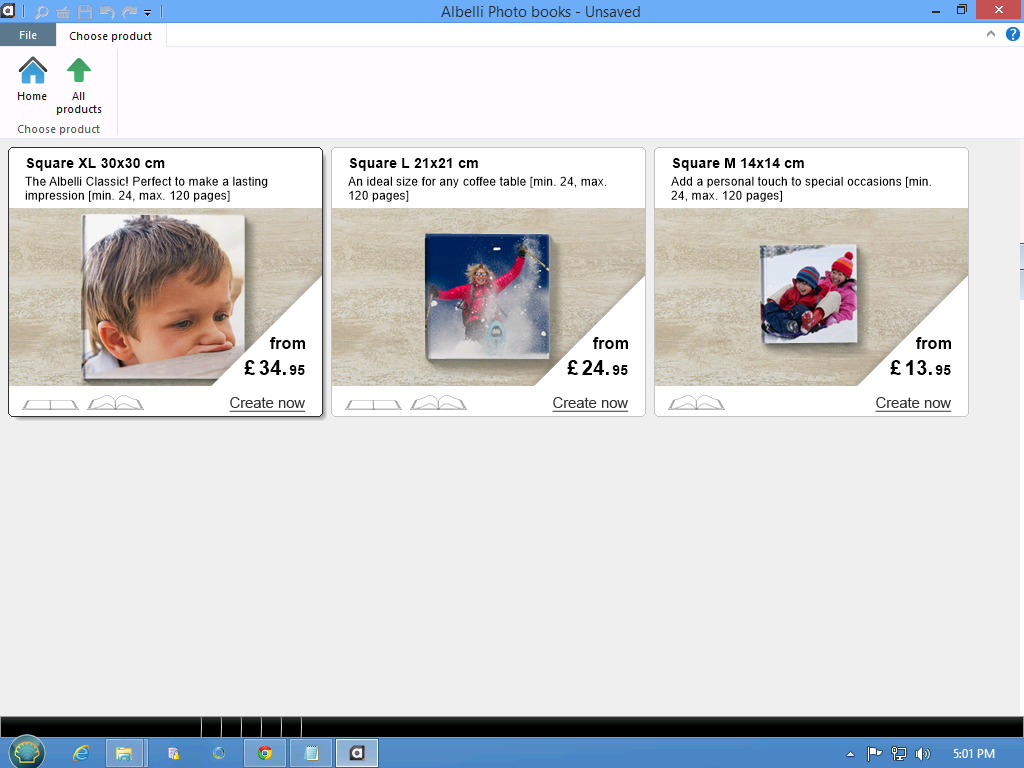 Albelli Photo books - Unsaved
File
Choose product
Home
All
products
Choose product
Square XL 30x30 cm
The Albelli Classic! Perfect to make a lasting
impression [min. 24, max. 120 pages]
from
£34.95
Create now
Square L 21x21 cm
An ideal size for any coffee table [min. 24, max.
120 pages]
from
£24.95
Create now
Square M 14x14 cm
Add a personal touch to special occasions [min.
24, max. 120 pages]
from
£13.95
Create now
5:01 PM